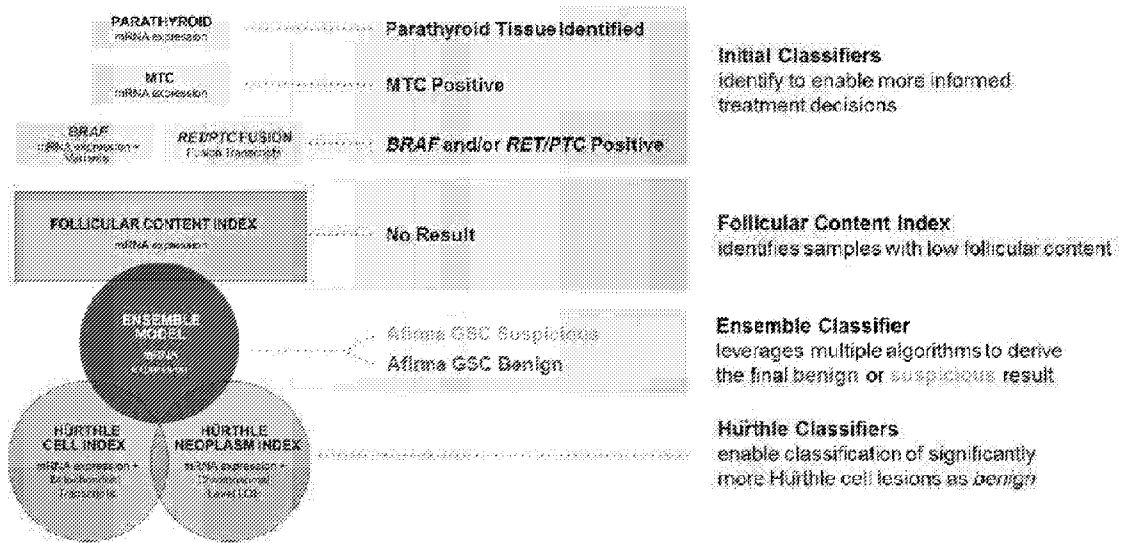 PARATHYROID
mRNA expression
Parathyroid Tissue Identified
MTC
mRNA expression
MTC Positive
BRAF
mRNA expression +
Variants
RET/PTC FUSION
Fusion Transcripts
BRAF and/or RET/PTC Positive
Initial Classifiers
identify to enable more informed
treatment decisions
FOLLICULAR CONTENT INDEX
mRNA expression
No Result
Follicular Content Index
identifies samples with low follicular content
ENSEMBLE
MODEL
mRNA
expression
Afirma GSC Suspicious
Afirma GSC Benign
Ensemble Classifier
leverages multiple algorithms to derive
the final benign or suspicious result
HÜRTHLE
CELL INDEX
mRNA expression +
Mitochondrial
Transcripts
HÜRTHLE
NEOPLASM INDEX
mRNA expression +
Chromosomal
Level LOH
Hürthle Classifiers
enable classification of significantly
more Hürthle cell lesions as benign